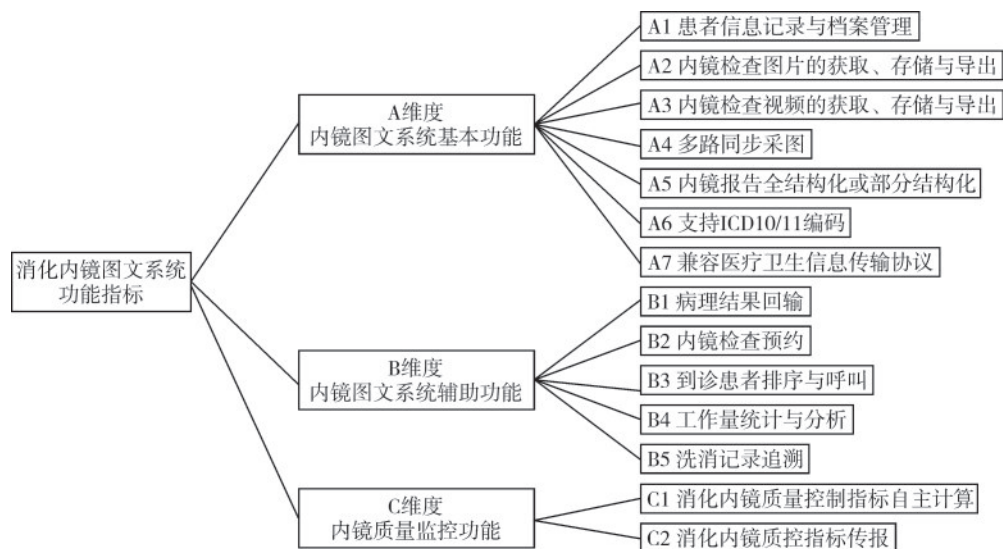 消化内镜图文系统
功能指标
A维度
内镜图文系统基本功能
A1 患者信息记录与档案管理
A2 内镜检查图片的获取、存储与导出
A3 内镜检查视频的获取、存储与导出
A4 多路同步采图
A5 内镜报告全结构化或部分结构化
A6 支持ICD10/11编码
A7 兼容医疗卫生信息传输协议
B维度
内镜图文系统辅助功能
B1 病理结果回输
B2 内镜检查预约
B3 到诊患者排序与呼叫
B4 工作量统计与分析
B5 洗消记录追溯
C维度
内镜质量监控功能
C1 消化内镜质量控制指标自主计算
C2 消化内镜质控指标传报